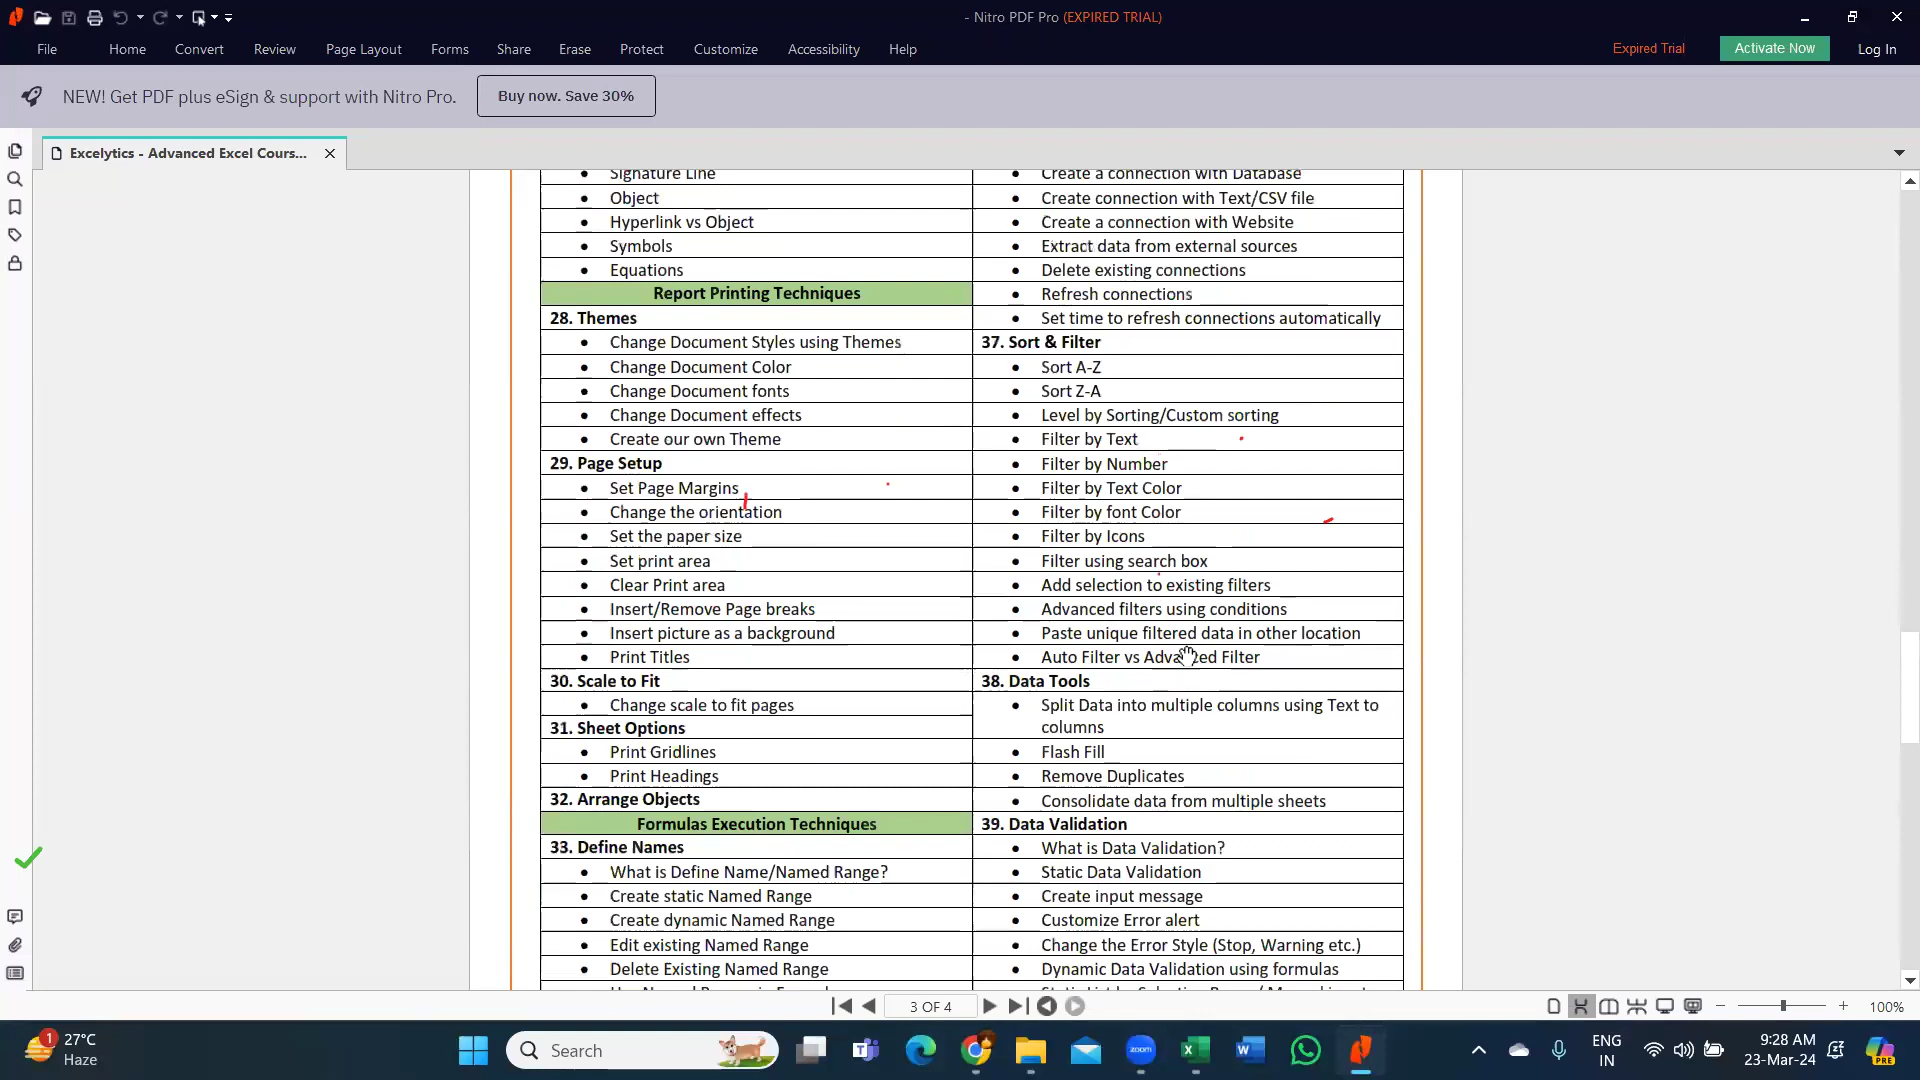 - Nitro PDF Pro (EXPIRED TRIAL)
File Home Convert Review Page Layout Forms Share Erase Protect Customize Accessibility Help Expired Trial Activate Now Log In
NEW! Get PDF plus eSign & support with Nitro Pro. Buy now. Save 30%
Excelytics - Advanced Excel Cours...
Signature Line
Object
Hyperlink vs Object
Symbols
Equations
Report Printing Techniques
28. Themes
Change Document Styles using Themes
Change Document Color
Change Document fonts
Change Document effects
Create our own Theme
29. Page Setup
Set Page Margins
Change the orientation
Set the paper size
Set print area
Clear Print area
Insert/Remove Page breaks
Insert picture as a background
Print Titles
30. Scale to Fit
Change scale to fit pages
31. Sheet Options
Print Gridlines
Print Headings
32. Arrange Objects
Formulas Execution Techniques
33. Define Names
What is Define Name/Named Range?
Create static Named Range
Create dynamic Named Range
Edit existing Named Range
Delete Existing Named Range
Create a connection with Database
Create connection with Text/CSV file
Create a connection with Website
Extract data from external sources
Delete existing connections
Refresh connections
Set time to refresh connections automatically
37. Sort & Filter
Sort A-Z
Sort Z-A
Level by Sorting/Custom sorting
Filter by Text
Filter by Number
Filter by Text Color
Filter by font Color
Filter by Icons
Filter using search box
Add selection to existing filters
Advanced filters using conditions
Paste unique filtered data in other location
Auto Filter vs Advanced Filter
38. Data Tools
Split Data into multiple columns using Text to
columns
Flash Fill
Remove Duplicates
Consolidate data from multiple sheets
39. Data Validation
What is Data Validation?
Static Data Validation
Create input message
Customize Error alert
Change the Error Style (Stop, Warning etc.)
Dynamic Data Validation using formulas
3 OF 4
100%
1
27°C
Haze
Search
zoom
ENG
IN
9:28 AM
23-Mar-24
PRE